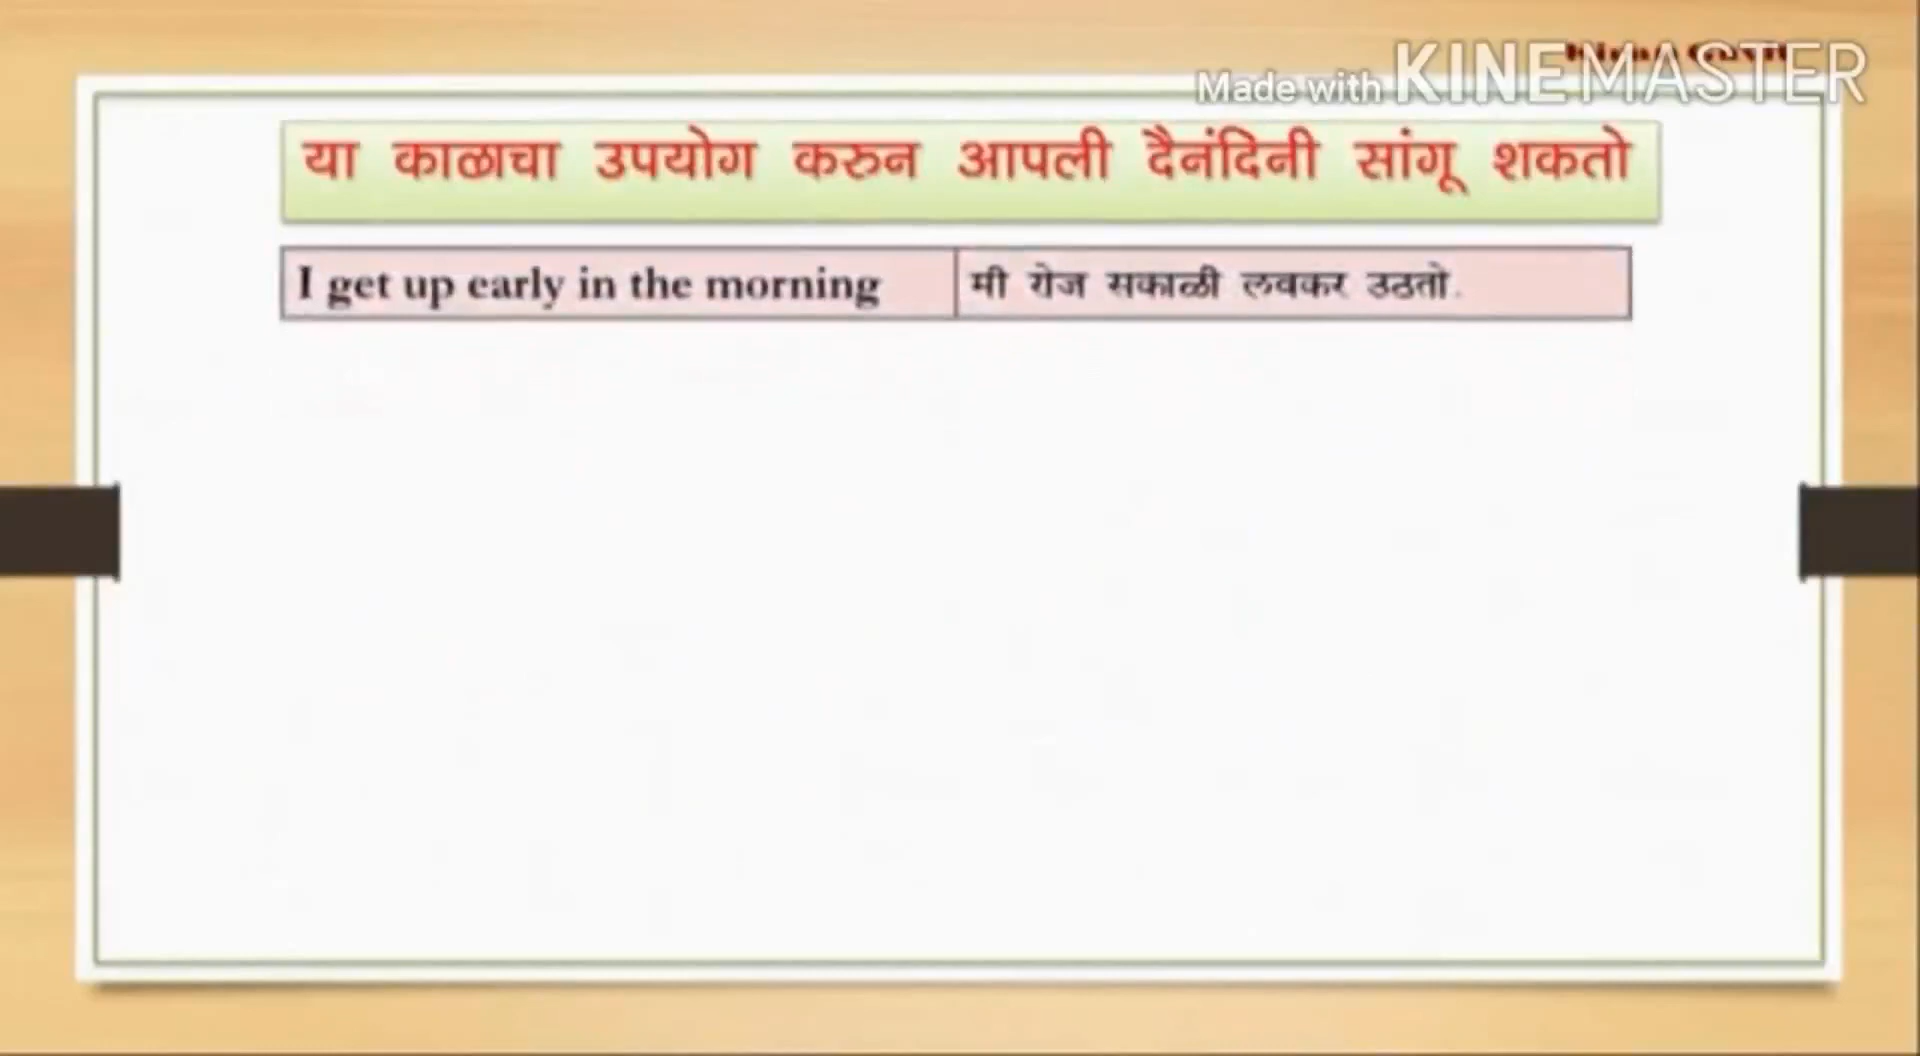 Made with KINEMASTER
या काळाचा उपयोग करुन आपली दैनंदिनी सांगू शकतो
I get up early in the morning मी रोज सकाळी लवकर उठतो.